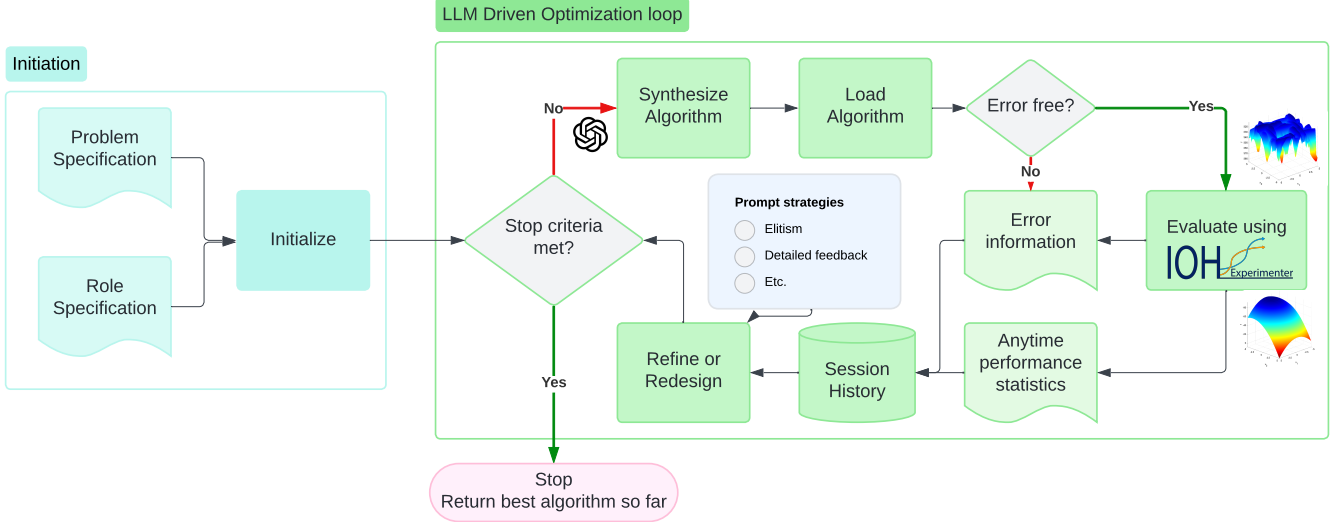 LLM Driven Optimization loop
Initiation
Problem
Specification
Role
Specification
Initialize
Stop criteria
met?
No
Yes
Synthesize
Algorithm
Load
Algorithm
Error free?
Yes
No
Error
information
Evaluate using
IOH
Experimenter
Prompt strategies
Elitism
Detailed feedback
Etc.
Refine or
Redesign
Session
History
Anytime
performance
statistics
Stop
Return best algorithm so far